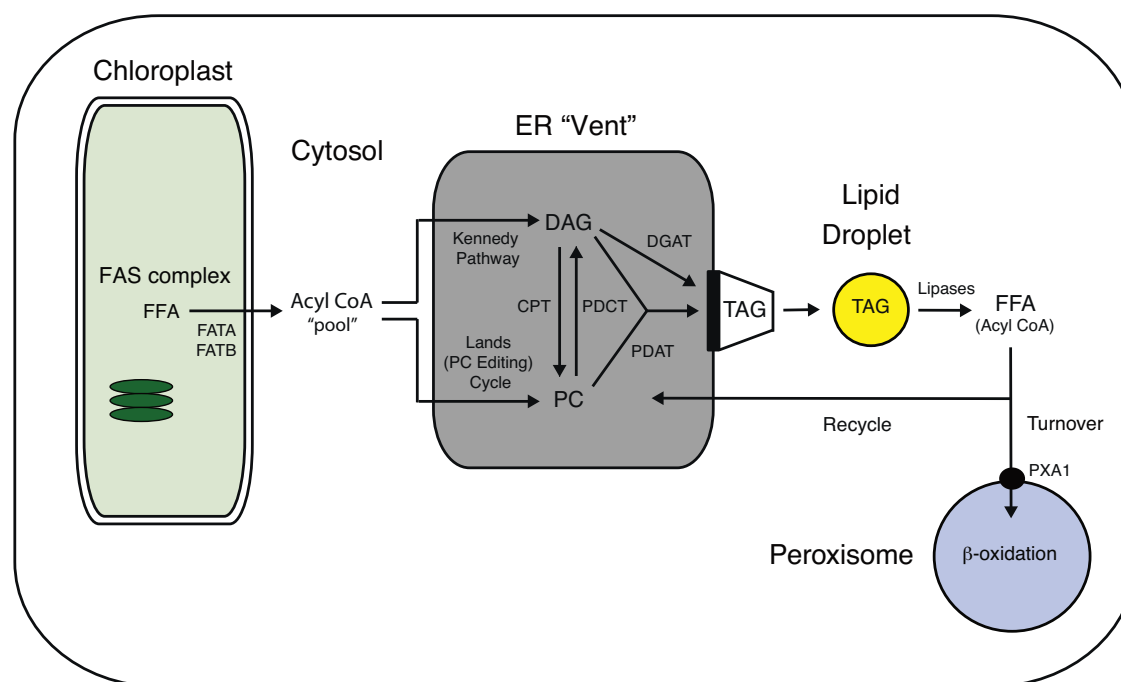 Chloroplast
FAS complex
FFA
FATA
FATB
Cytosol
Acyl CoA
“pool”
ER “Vent”
Kennedy
Pathway
Lands
(PC Editing)
Cycle
DAG
CPT
PDCT
PC
DGAT
PDAT
TAG
Lipid
Droplet
TAG
Lipases
FFA
(Acyl CoA)
Recycle
Turnover
PXA1
Peroxisome
β-oxidation